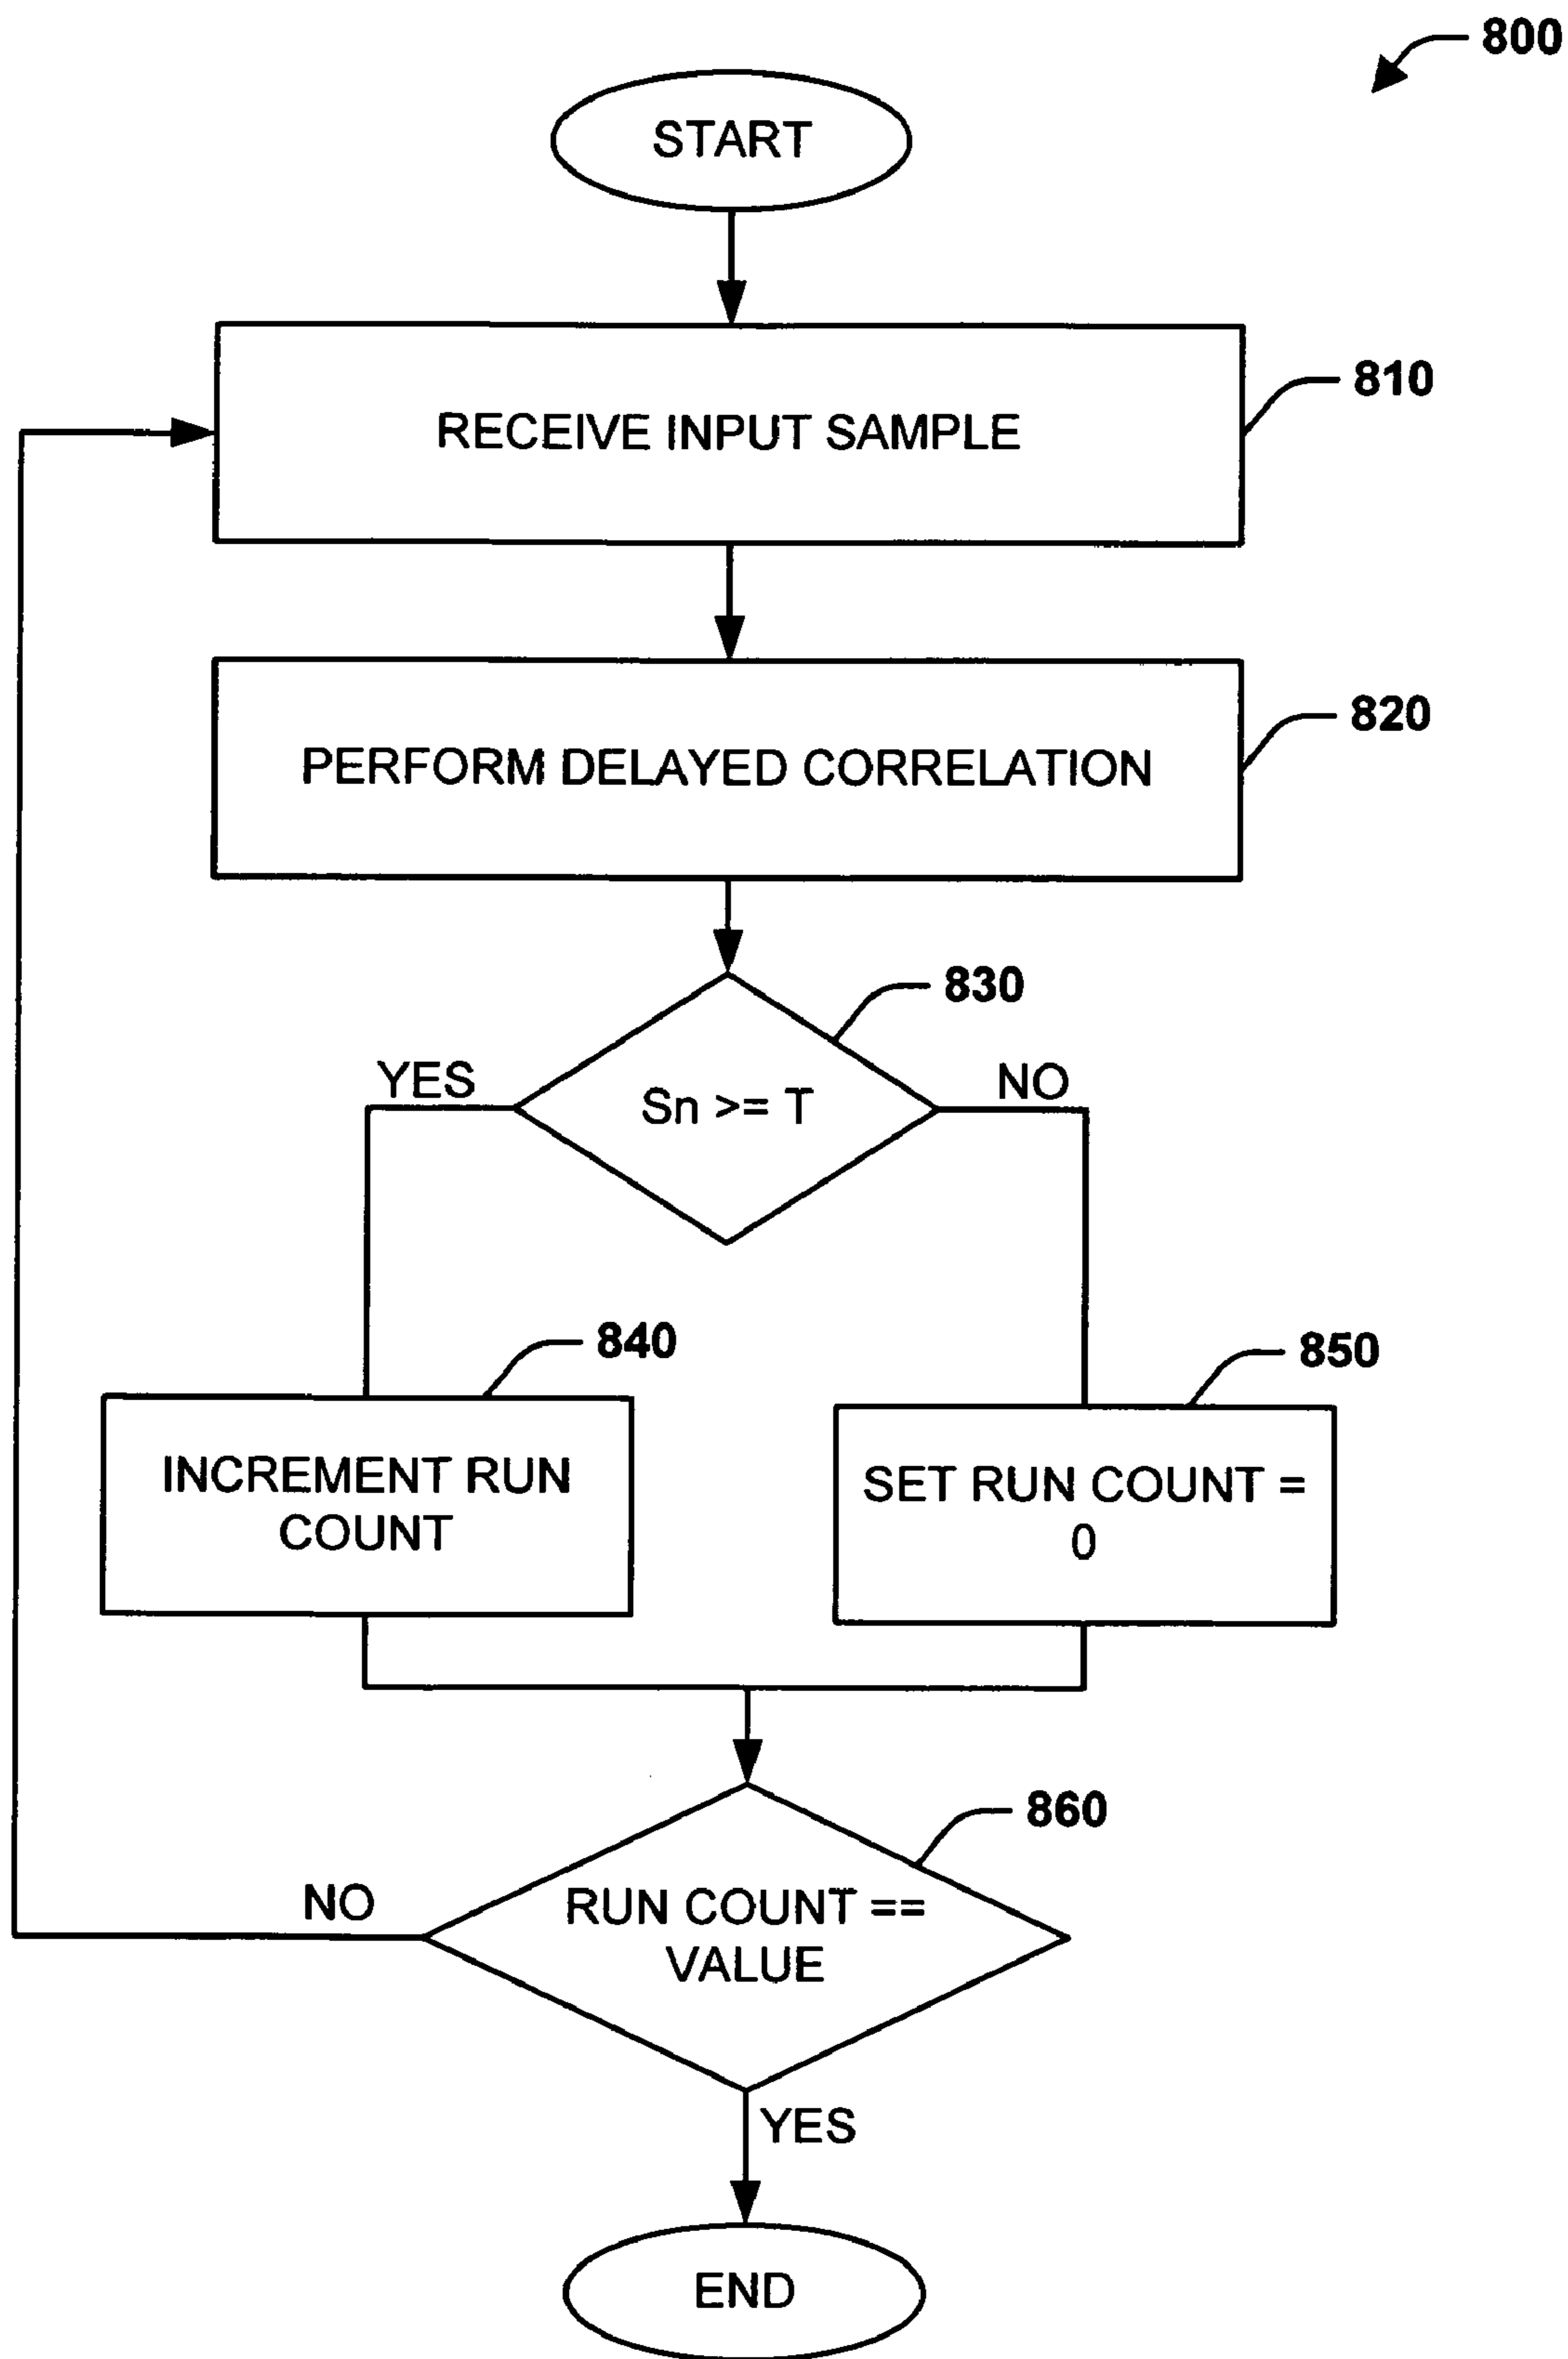 800
START
810
RECEIVE INPUT SAMPLE
820
PERFORM DELAYED CORRELATION
830
YES
NO
Sn >= T
840
850
INCREMENT RUN
COUNT
SET RUN COUNT =
0
860
NO
RUN COUNT ==
VALUE
YES
END